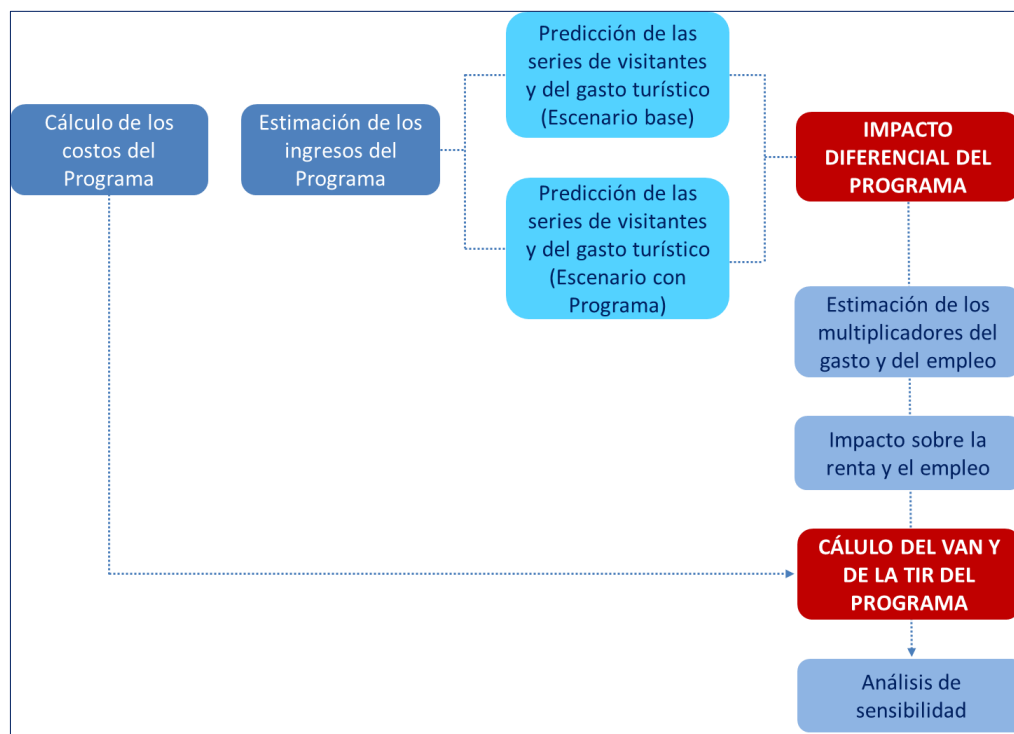 Cálculo de los
costos del
Programa
Estimación de los
ingresos del
Programa
Predicción de las
series de visitantes
y del gasto turístico
(Escenario base)
Predicción de las
series de visitantes
y del gasto turístico
(Escenario con
Programa)
IMPACTO
DIFERENCIAL DEL
PROGRAMA
Estimación de los
multiplicadores del
gasto y del empleo
Impacto sobre la
renta y el empleo
CÁLULO DEL VAN Y
DE LA TIR DEL
PROGRAMA
Análisis de
sensibilidad